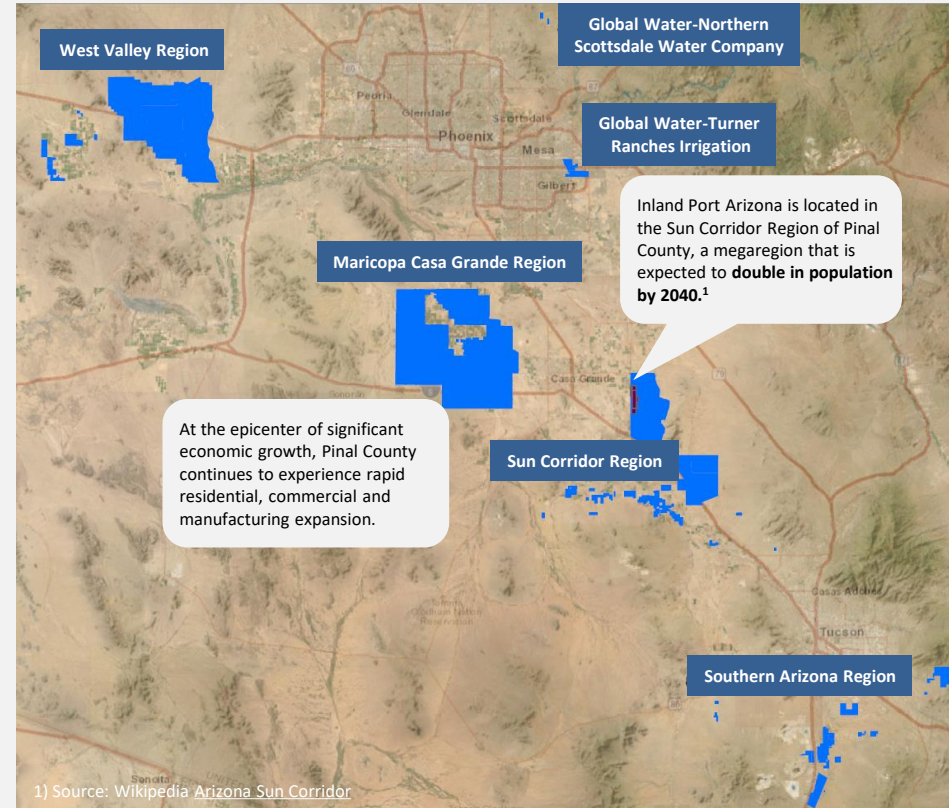 Global Water-Northern
Scottsdale Water Company
West Valley Region
Peoria
Glendale
Scottsdale
Phoenix
Mesa
Gilbert
Global Water-Turner
Ranches Irrigation
Inland Port Arizona is located in
the Sun Corridor Region of Pinal
County, a megaregion that is
expected to double in population
by 2040.1
Maricopa Casa Grande Region
Casa Grande
At the epicenter of significant
economic growth, Pinal County
continues to experience rapid
residential, commercial and
manufacturing expansion.
Sun Corridor Region
Reservation
Tucson
Southern Arizona Region
1) Source: Wikipedia Arizona Sun Corridor